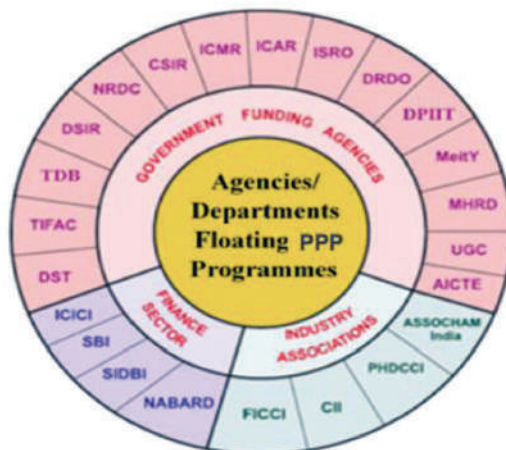 Agencies/
Departments
Floating PPP
Programmes
GOVERNMENT FUNDING AGENCIES
DST
TIFAC
TDB
DSIR
NRDC
CSIR
ICMR
ICAR
ISRO
DRDO
DPIIT
MeitY
MHRD
UGC
AICTE
INDUSTRY
ASSOCIATIONS
ASSOCHAM
India
PHDCCI
CII
FICCI
FINANCE
SECTOR
NABARD
SIDBI
SBI
ICICI